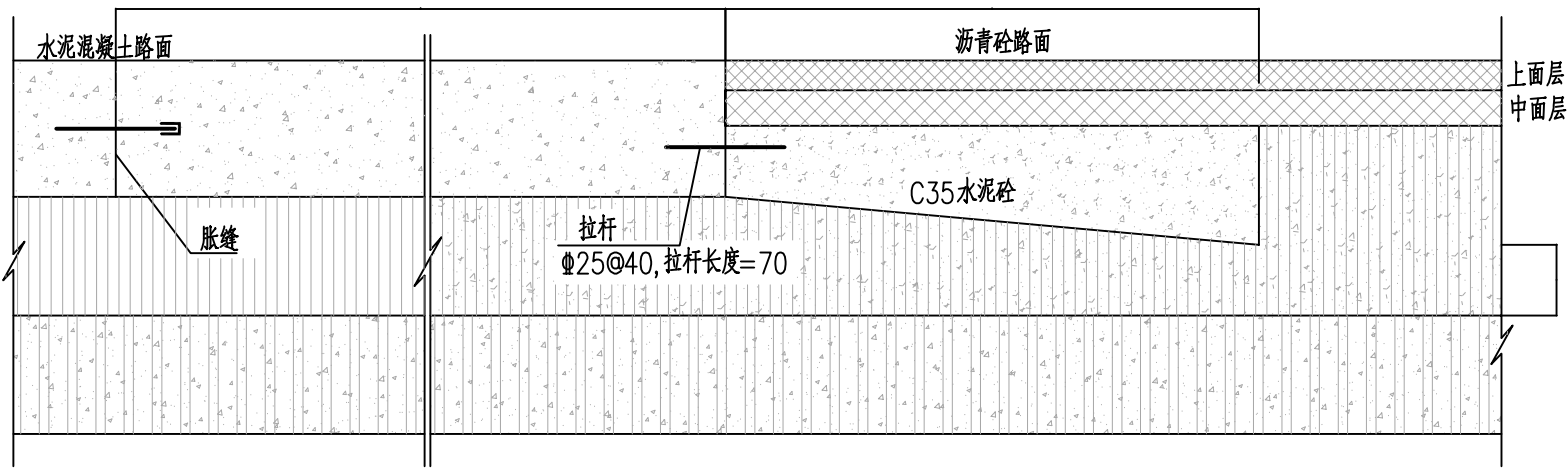 水泥混凝土路面
沥青砼路面
上面层
中面层
C35水泥砼
拉杆
胀缝
Φ25@40,拉杆长度=70